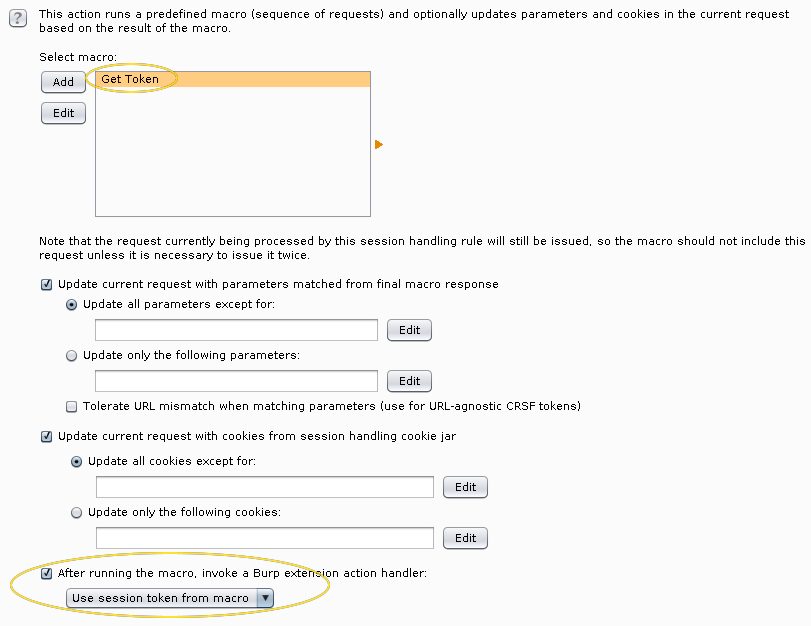 ?
This action runs a predefined macro (sequence of requests) and optionally updates parameters and cookies in the current request
based on the result of the macro.
Select macro:
Add
Get Token
Edit
Note that the request currently being processed by this session handling rule will still be issued, so the macro should not include this
request unless it is necessary to issue it twice.
Update current request with parameters matched from final macro response
Update all parameters except for:
Edit
Update only the following parameters:
Edit
Tolerate URL mismatch when matching parameters (use for URL-agnostic CRSF tokens)
Update current request with cookies from session handling cookie jar
Update all cookies except for:
Edit
Update only the following cookies:
Edit
After running the macro, invoke a Burp extension action handler:
Use session token from macro